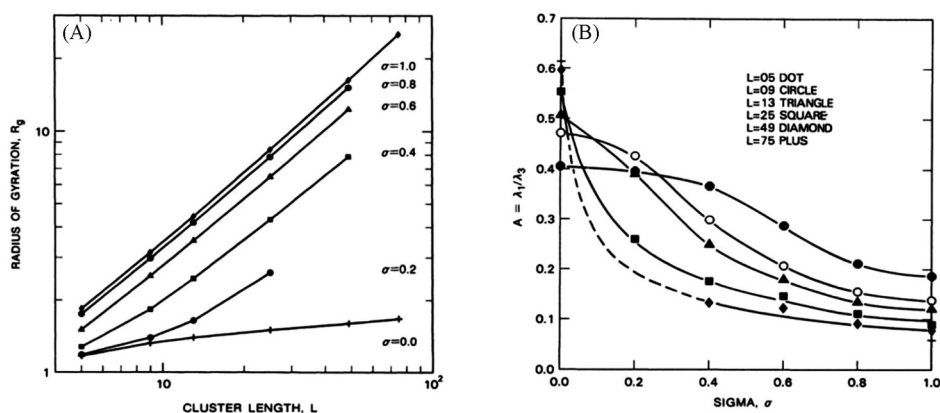 (A)
σ=1.0
σ=0.8
σ=0.6
σ=0.4
σ=0.2
σ=0.0
10
1
10
10²
RADIUS OF GYRATION, Rg
CLUSTER LENGTH, L
(B)
0.7
0.6
0.5
0.4
0.3
0.2
0.1
0.0
L=05 DOT
L=09 CIRCLE
L=13 TRIANGLE
L=25 SQUARE
L=49 DIAMOND
L=75 PLUS
A = λ₁/λ₃
0.0 0.2 0.4 0.6 0.8 1.0
SIGMA, σ